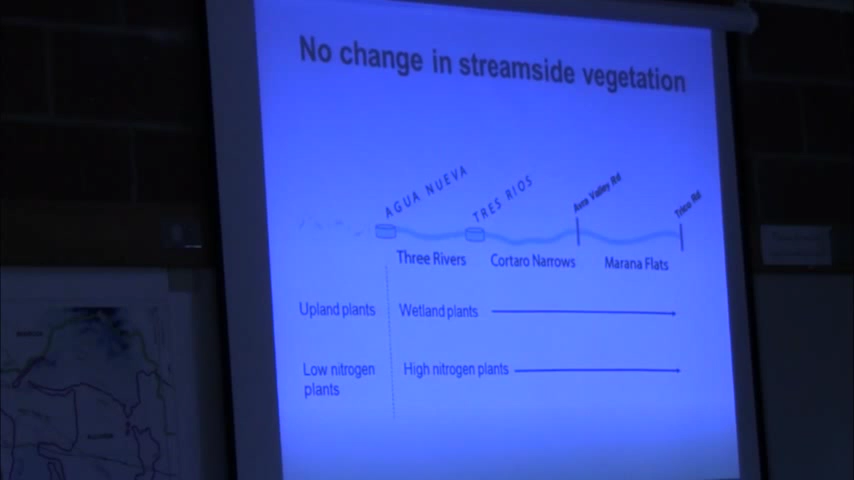 No change in streamside vegetation
AGUA NUEVA
TRES RIOS
Avra Valley Rd
Trico Rd
Three Rivers
Cortaro Narrows
Marana Flats
Upland plants
Wetland plants
Low nitrogen
plants
High nitrogen plants